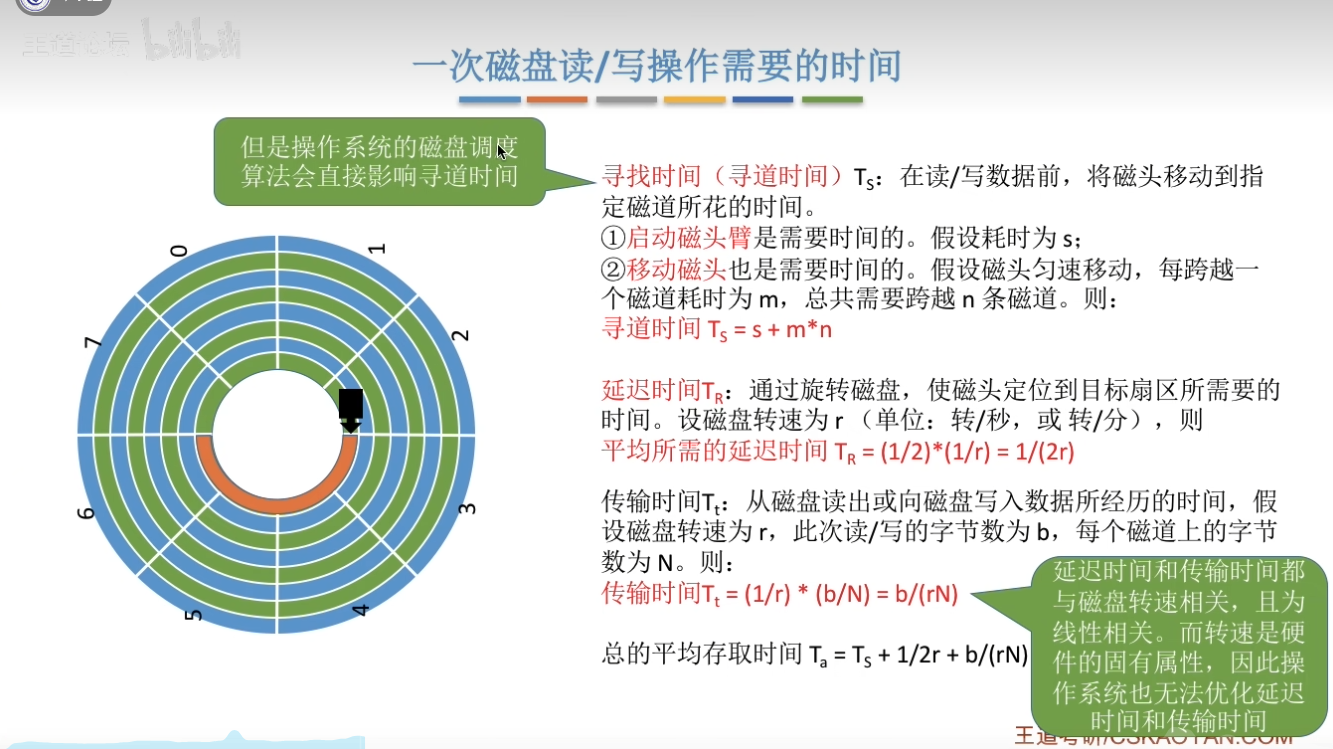 王道论坛 bilibili
一次磁盘读/写操作需要的时间
但是操作系统的磁盘调度
算法会直接影响寻道时间
寻找时间（寻道时间）TS：在读/写数据前，将磁头移动到指
定磁道所花的时间。
①启动磁头臂是需要时间的。假设耗时为 s；
②移动磁头也是需要时间的。假设磁头匀速移动，每跨越一
个磁道耗时为 m，总共需要跨越 n 条磁道。则：
寻道时间 TS = s + m*n
延迟时间TR：通过旋转磁盘，使磁头定位到目标扇区所需要的
时间。设磁盘转速为 r （单位：转/秒，或 转/分），则
平均所需的延迟时间 TR = (1/2)*(1/r) = 1/(2r)
传输时间Tt：从磁盘读出或向磁盘写入数据所经历的时间，假
设磁盘转速为 r，此次读/写的字节数为 b，每个磁道上的字节
数为 N。则：
传输时间Tt = (1/r) * (b/N) = b/(rN)
总的平均存取时间 Ta = TS + 1/2r + b/(rN)
延迟时间和传输时间都
与磁盘转速相关，且为
线性相关。而转速是硬
件的固有属性，因此操
作系统也无法优化延迟
时间和传输时间
0
1
2
3
4
5
6
7
王道考研/CSKAOYAN.COM